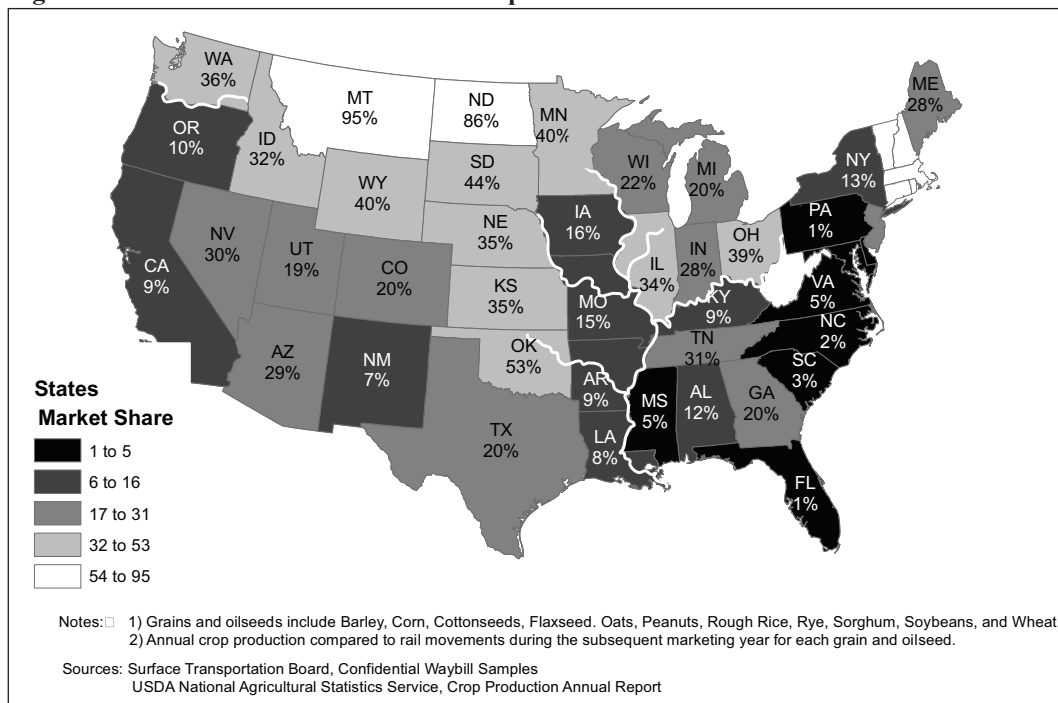 WA
36%
MT
95%
ND
86%
MN
40%
ME
28%
OR
10%
ID
32%
SD
44%
WI
22%
MI
20%
NY
13%
WY
40%
IA
16%
PA
1%
NE
35%
NV
30%
UT
19%
CO
20%
IL
34%
IN
28%
OH
39%
CA
9%
KS
35%
MO
15%
KY
9%
VA
5%
NC
2%
AZ
29%
NM
7%
OK
53%
AR
9%
TN
31%
SC
3%
MS
5%
AL
12%
GA
20%
TX
20%
LA
8%
FL
1%
States
Market Share
1 to 5
6 to 16
17 to 31
32 to 53
54 to 95
Notes: 1) Grains and oilseeds include Barley, Corn, Cottonseeds, Flaxseed. Oats, Peanuts, Rough Rice, Rye, Sorghum, Soybeans, and Wheat
2) Annual crop production compared to rail movements during the subsequent marketing year for each grain and oilseed.
Sources: Surface Transportation Board, Confidential Waybill Samples
USDA National Agricultural Statistics Service, Crop Production Annual Report